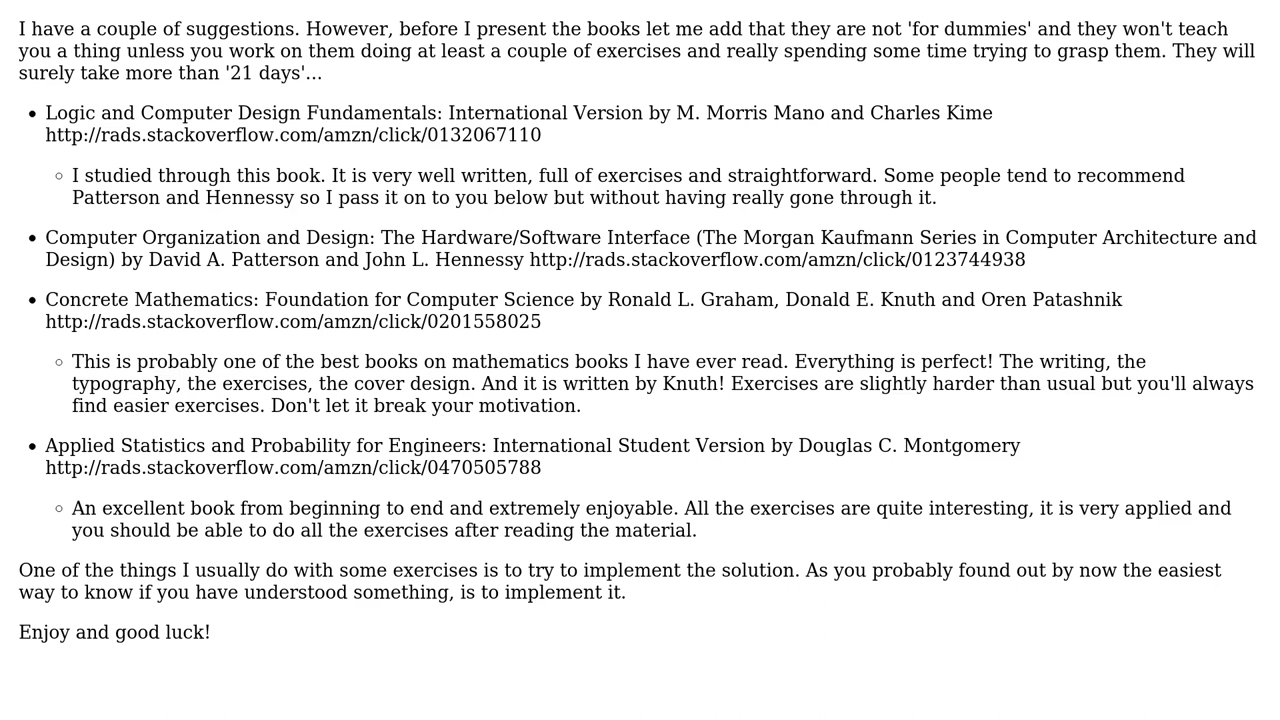 I have a couple of suggestions. However, before I present the books let me add that they are not 'for dummies' and they won't teach
you a thing unless you work on them doing at least a couple of exercises and really spending some time trying to grasp them. They will
surely take more than '21 days'...
• Logic and Computer Design Fundamentals: International Version by M. Morris Mano and Charles Kime
http://rads.stackoverflow.com/amzn/click/0132067110
◦ I studied through this book. It is very well written, full of exercises and straightforward. Some people tend to recommend
Patterson and Hennessy so I pass it on to you below but without having really gone through it.
• Computer Organization and Design: The Hardware/Software Interface (The Morgan Kaufmann Series in Computer Architecture and
Design) by David A. Patterson and John L. Hennessy http://rads.stackoverflow.com/amzn/click/0123744938
• Concrete Mathematics: Foundation for Computer Science by Ronald L. Graham, Donald E. Knuth and Oren Patashnik
http://rads.stackoverflow.com/amzn/click/0201558025
◦ This is probably one of the best books on mathematics books I have ever read. Everything is perfect! The writing, the
typography, the exercises, the cover design. And it is written by Knuth! Exercises are slightly harder than usual but you'll always
find easier exercises. Don't let it break your motivation.
• Applied Statistics and Probability for Engineers: International Student Version by Douglas C. Montgomery
http://rads.stackoverflow.com/amzn/click/0470505788
◦ An excellent book from beginning to end and extremely enjoyable. All the exercises are quite interesting, it is very applied and
you should be able to do all the exercises after reading the material.
One of the things I usually do with some exercises is to try to implement the solution. As you probably found out by now the easiest
way to know if you have understood something, is to implement it.
Enjoy and good luck!